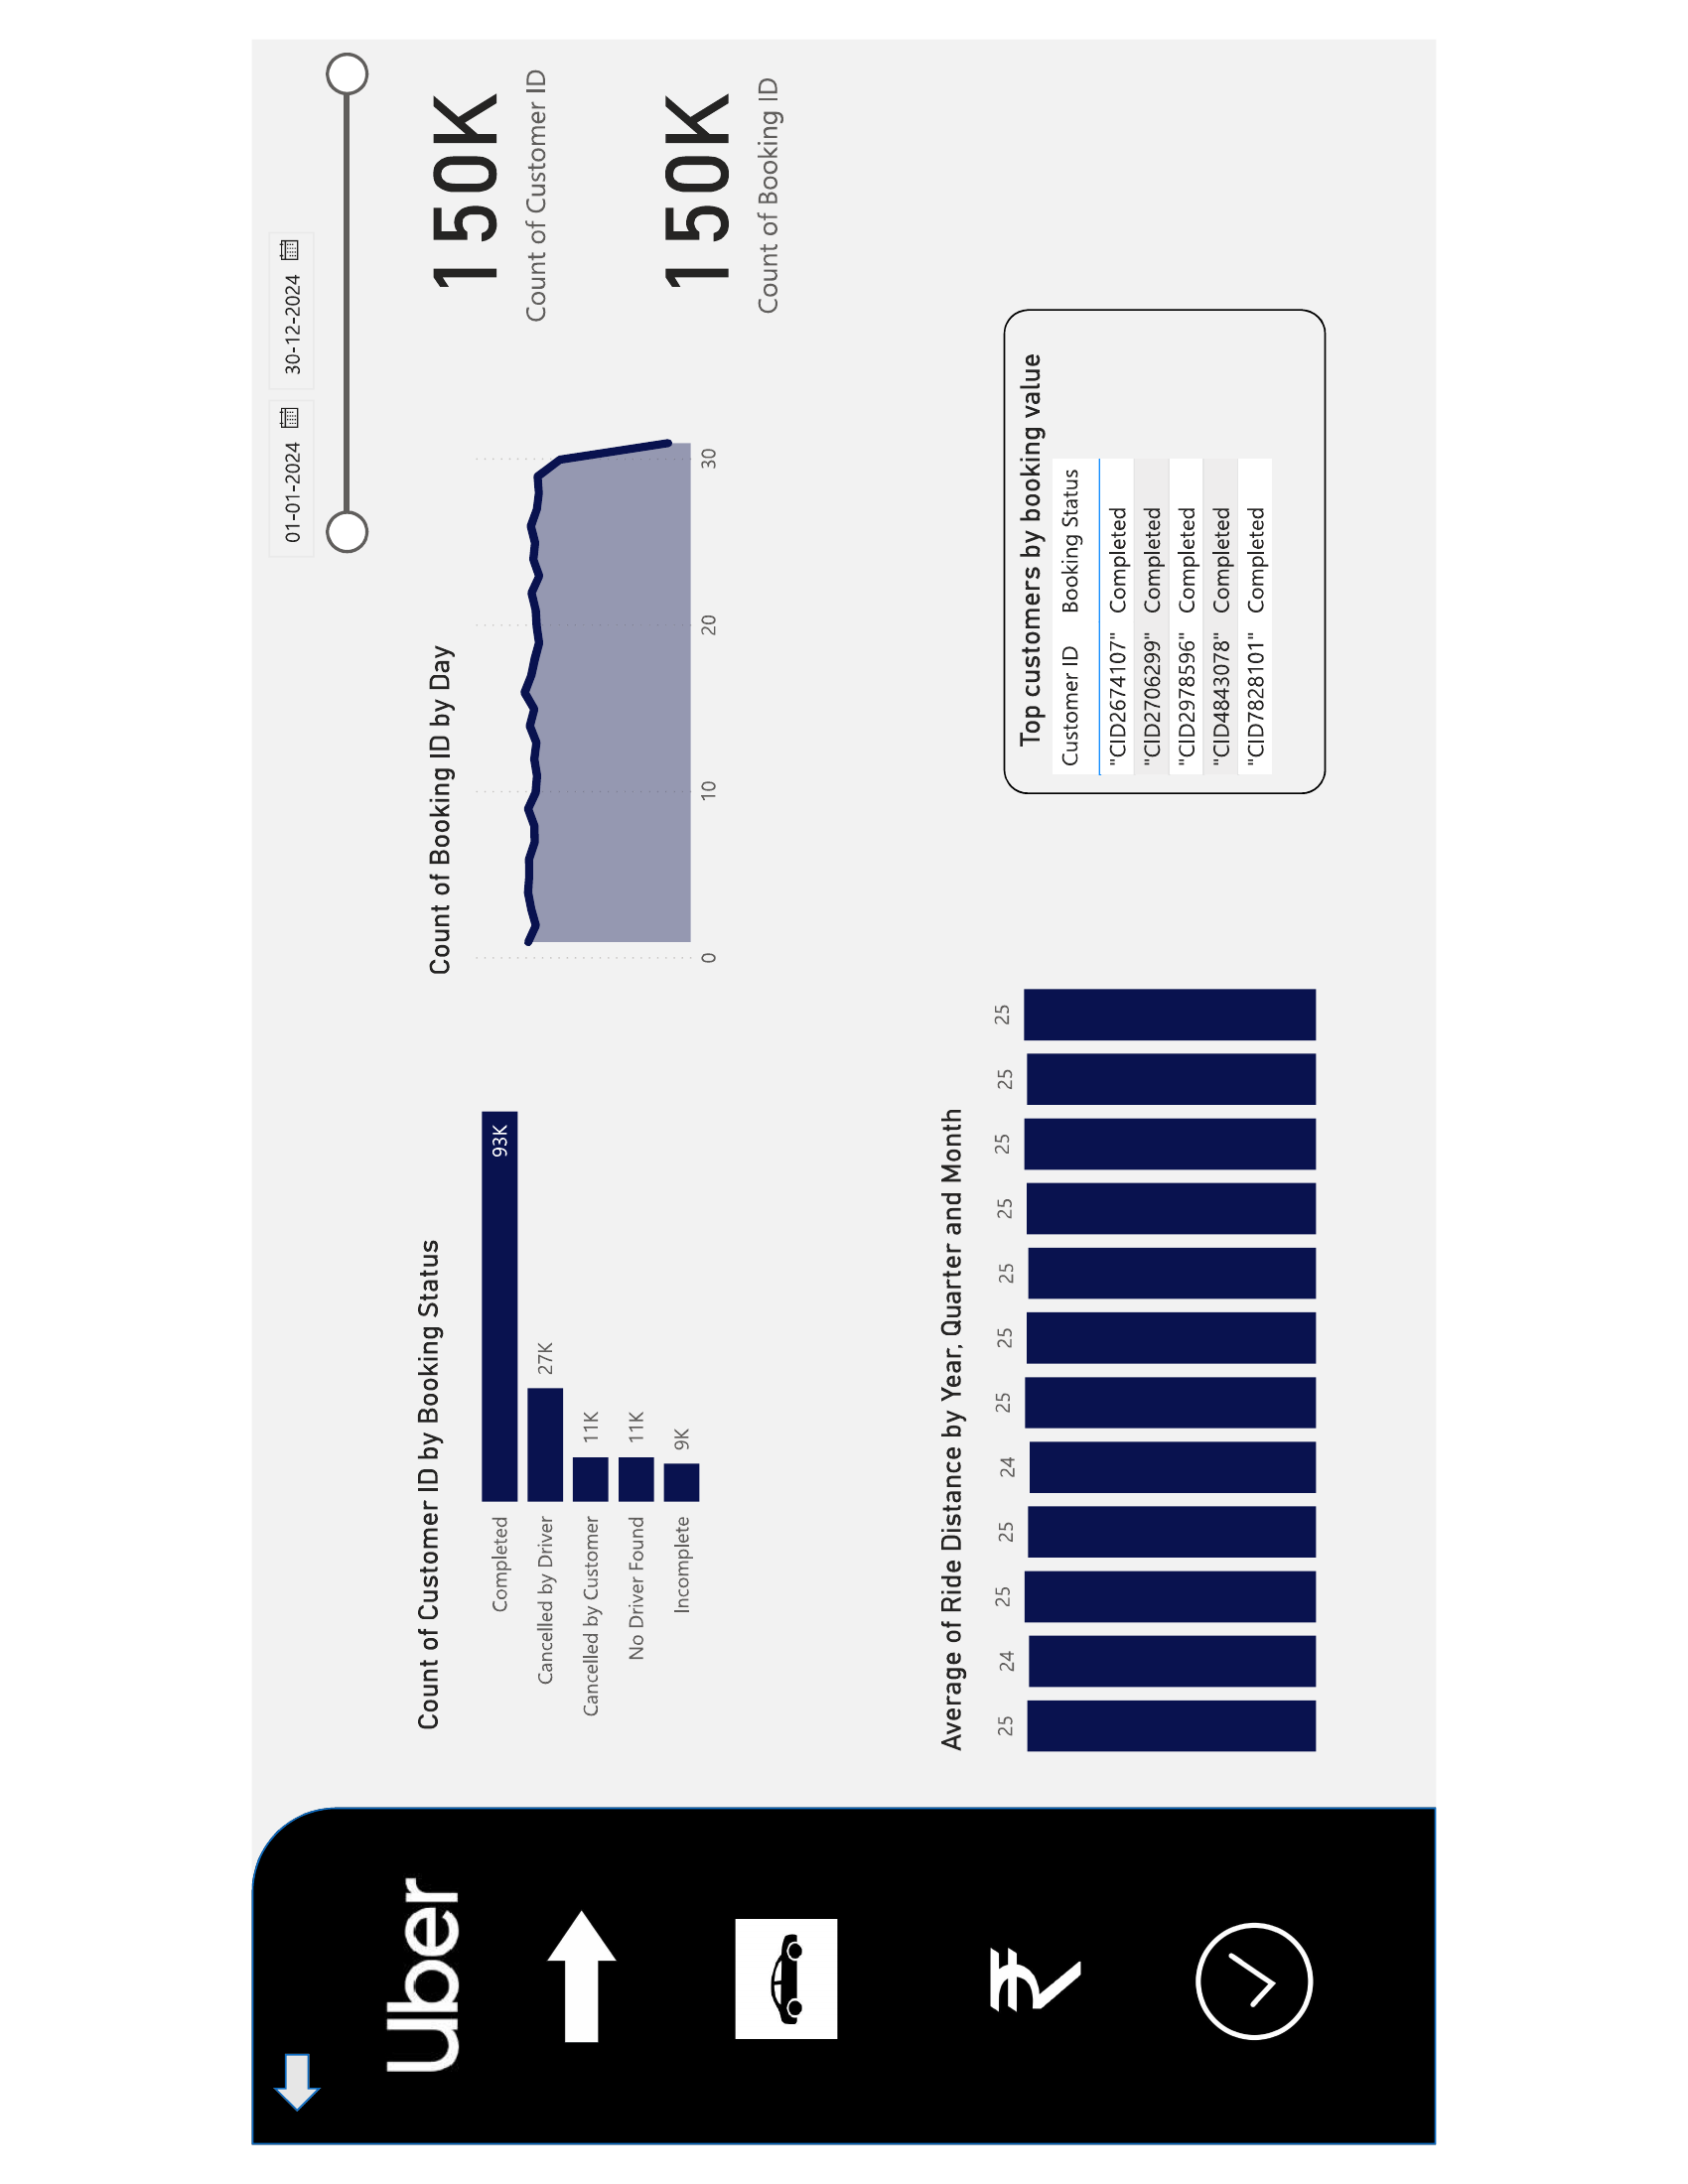 Uber
01-01-2024
30-12-2024
Count of Customer ID by Booking Status
Completed
93K
Cancelled by Driver
27K
Cancelled by Customer
11K
No Driver Found
11K
Incomplete
9K
Count of Booking ID by Day
0 10 20 30
150K
Count of Customer ID
150K
Count of Booking ID
Average of Ride Distance by Year, Quarter and Month
25 24 25 25 24 25 25 25 25 25 25 25
Top customers by booking value
Customer ID Booking Status
"CID2674107" Completed
"CID2706299" Completed
"CID2978596" Completed
"CID4843078" Completed
"CID7828101" Completed
₹